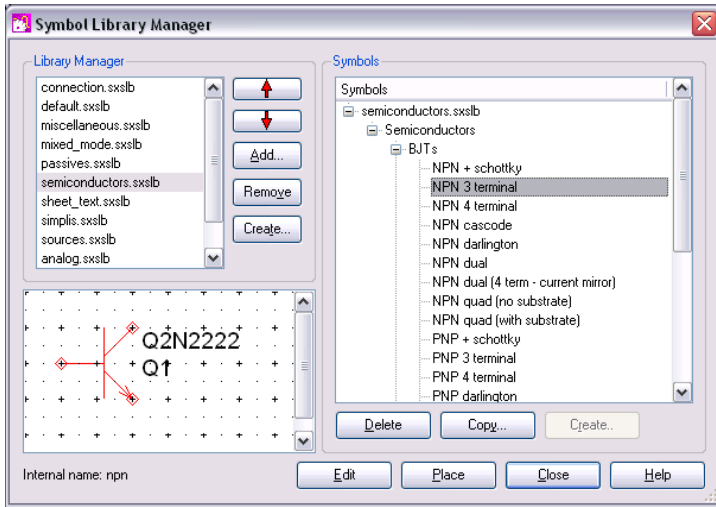 Symbol Library Manager
Library Manager
connection.sxslb
default.sxslb
miscellaneous.sxslb
mixed_mode.sxslb
passives.sxslb
semiconductors.sxslb
sheet_text.sxslb
simplis.sxslb
sources.sxslb
analog.sxslb
Add...
Remove
Create...
Q2N2222
Q1
Internal name: npn
Symbols
Symbols
semiconductors.sxslb
Semiconductors
BJTs
NPN + schottky
NPN 3 terminal
NPN 4 terminal
NPN cascode
NPN darlington
NPN dual
NPN dual (4 term - current mirror)
NPN quad (no substrate)
NPN quad (with substrate)
PNP + schottky
PNP 3 terminal
PNP 4 terminal
PNP darlington
Delete
Copy...
Create..
Edit
Place
Close
Help